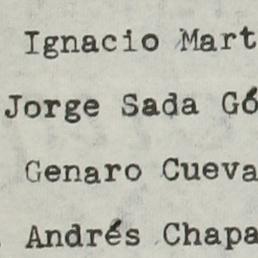 Ignacio Mart
Jorge Sada Gó
Genaro Cueva
Andrés Chapa